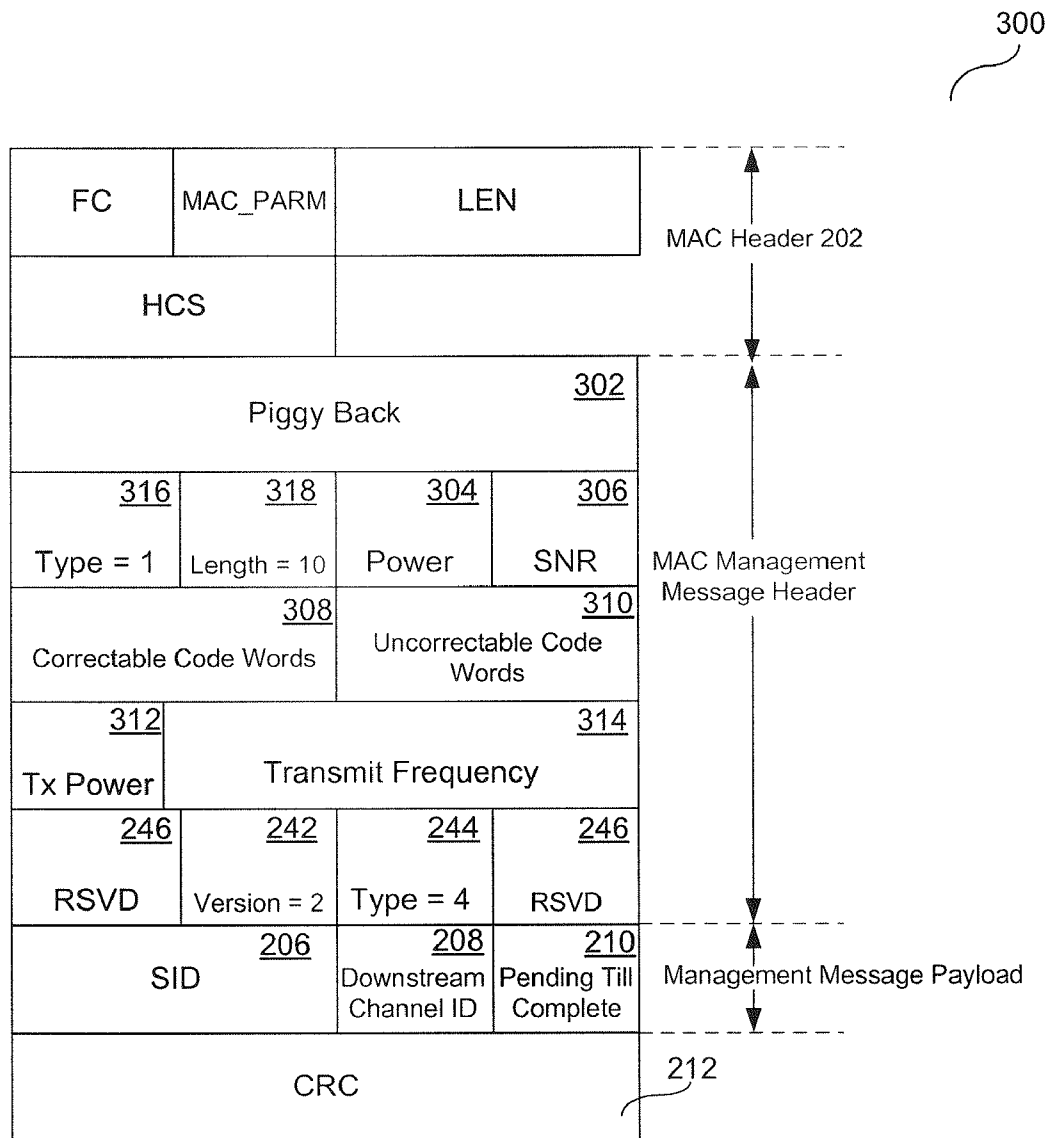 300
FC MAC_PARM LEN
MAC Header 202
HCS
302
Piggy Back
316 318 304 306
Type = 1 Length = 10 Power SNR
MAC Management
Message Header
308 310
Correctable Code Words
Uncorrectable Code
Words
312 314
Tx Power Transmit Frequency
246 242 244 246
RSVD Version = 2 Type = 4 RSVD
206 208 210
SID
Downstream
Channel ID
Pending Till
Complete
Management Message Payload
CRC
212